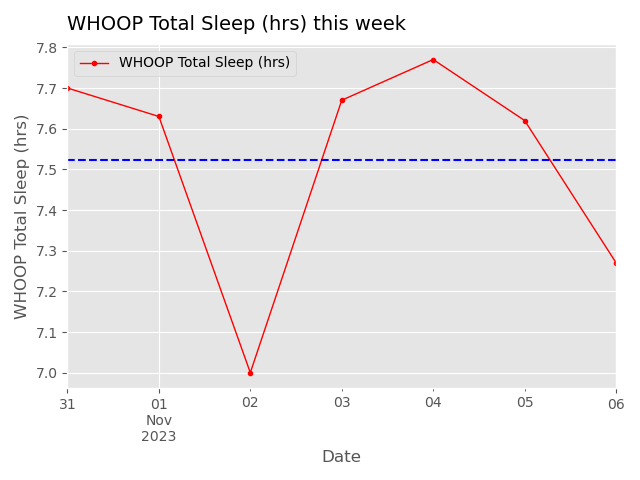 WHOOP Total Sleep (hrs) this week
WHOOP Total Sleep (hrs)
WHOOP Total Sleep (hrs)
7.8
7.7
7.6
7.5
7.4
7.3
7.2
7.1
7.0
31 01 02 03 04 05 06
Nov
2023
Date